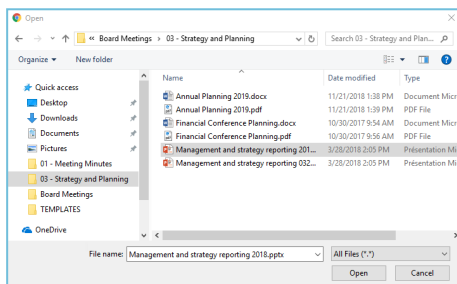 Open
« Board Meetings > 03 - Strategy and Planning
Search 03 - Strategy and Plan...
Organize
New folder
Name
Date modified
Type
Quick access
Desktop
Downloads
Documents
Pictures
01 - Meeting Minutes
03 - Strategy and Planning
Board Meetings
TEMPLATES
OneDrive
Annual Planning 2019.docx 11/21/2018 1:38 PM Document Micr
Annual Planning 2019.pdf 11/21/2018 1:39 PM PDF File
Financial Conference Planning.docx 10/30/2017 9:54 AM Document Micr
Financial Conference Planning.pdf 10/30/2017 9:56 AM PDF File
Management and strategy reporting 201... 3/28/2018 2:05 PM Présentation Mi
Management and strategy reporting 032... 3/28/2018 2:05 PM Présentation Mi
File name: Management and strategy reporting 2018.pptx
All Files (*.*)
Open
Cancel